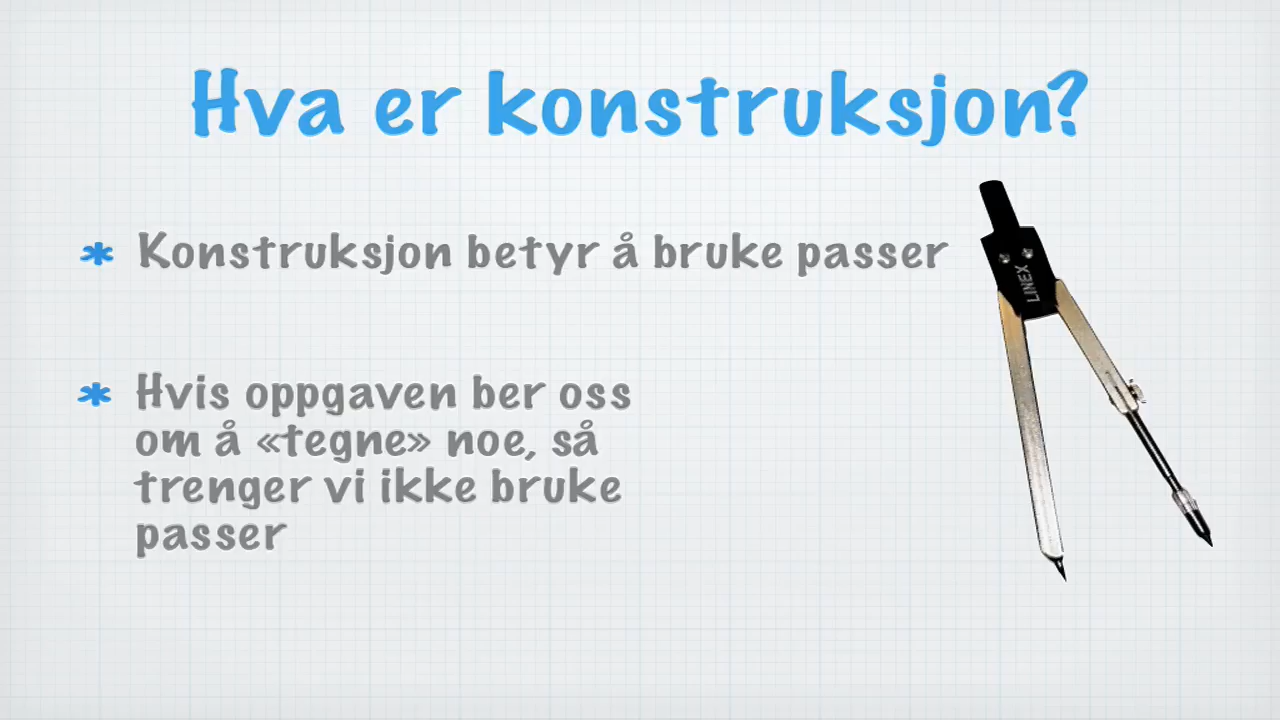 Hva er konstruksjon?
* Konstruksjon betyr å bruke passer
* Hvis oppgaven ber oss
om å «tegne» noe, så
trenger vi ikke bruke
passer
LINEX